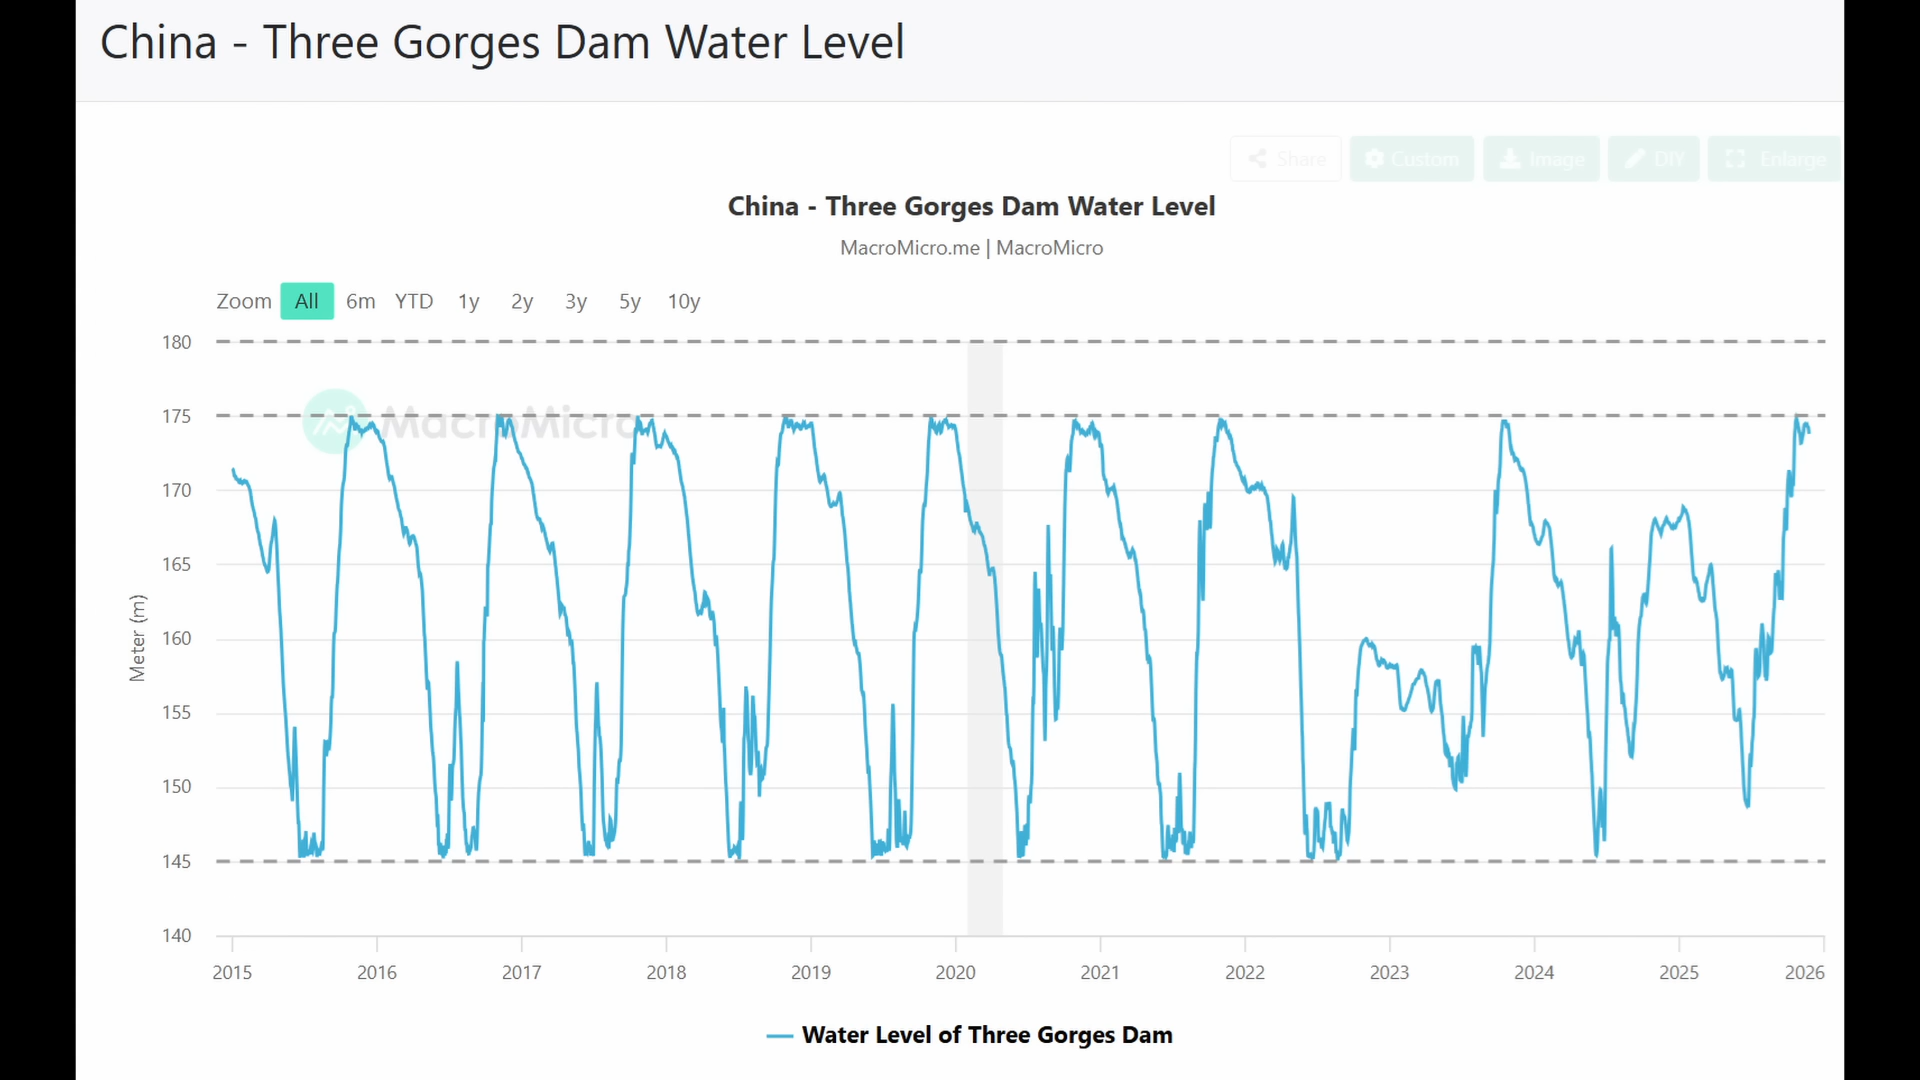 China - Three Gorges Dam Water Level
Share Custom Image DIY Enlarge
China - Three Gorges Dam Water Level
MacroMicro.me | MacroMicro
Zoom All 6m YTD 1y 2y 3y 5y 10y
180
175
MacroMicro
170
165
160
155
150
145
140
Meter (m)
2015 2016 2017 2018 2019 2020 2021 2022 2023 2024 2025 2026
Water Level of Three Gorges Dam